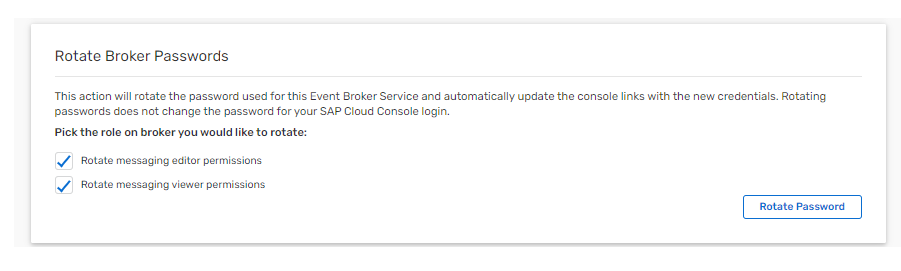 Rotate Broker Passwords
This action will rotate the password used for this Event Broker Service and automatically update the console links with the new credentials. Rotating
passwords does not change the password for your SAP Cloud Console login.
Pick the role on broker you would like to rotate:
Rotate messaging editor permissions
Rotate messaging viewer permissions
Rotate Password